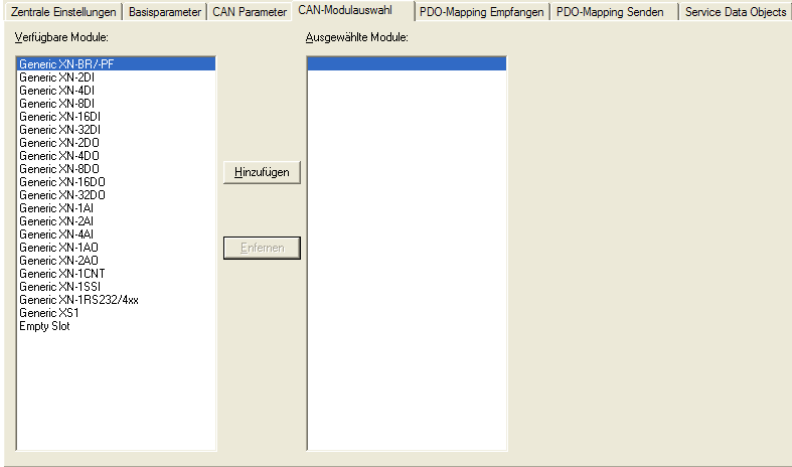 Zentrale Einstellungen Basisparameter CAN Parameter CAN-Modulauswahl PDO-Mapping Empfangen PDO-Mapping Senden Service Data Objects
Verfügbare Module: Ausgewählte Module:
Generic XN-BR/-PF
Generic XN-2DI
Generic XN-4DI
Generic XN-8DI
Generic XN-16DI
Generic XN-32DI
Generic XN-2DO
Generic XN-4DO
Generic XN-8DO
Generic XN-16DO
Generic XN-32DO
Generic XN-1AI
Generic XN-2AI
Generic XN-4AI
Generic XN-1AO
Generic XN-2AO
Generic XN-1CNT
Generic XN-1SSI
Generic XN-1RS232/4xx
Generic XS1
Empty Slot
Hinzufügen
Enfernen